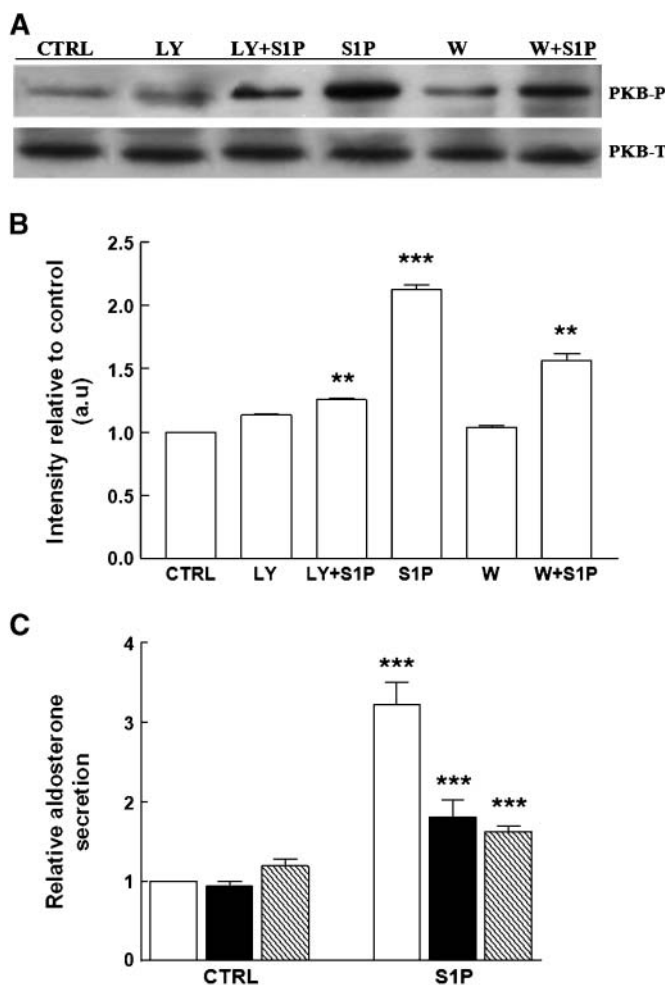 A
CTRL LY LY+S1P S1P W W+S1P
PKB-P
PKB-T
B
Intensity relative to control
(a.u)
2.5
2.0
1.5
1.0
0.5
0.0
***
**
**
CTRL LY LY+S1P S1P W W+S1P
C
Relative aldosterone
secretion
4
3
2
1
0
***
***
***
CTRL S1P